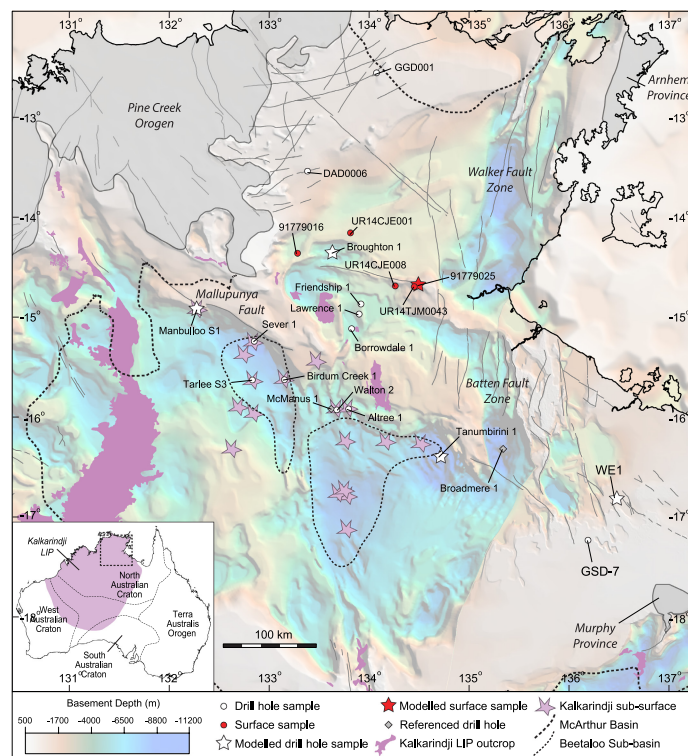 131° 132° 133° 134° 135° 136° 137°
GGD001
Arnhem
Province
Pine Creek
Orogen
-13°
-13°
Walker Fault
Zone
DAD0006
-14°
-14°
91779016
UR14CJE001
Broughton 1
UR14CJE008
91779025
Friendship 1
Mallupunya
Fault
Lawrence 1
UR14TJM0043
-15°
-15°
Manbulloo S1
Sever 1
Borrowdale 1
Batten Fault
Zone
Tarlee S3
Birdum Creek 1
Walton 2
McManus 1
Altree 1
-16°
-16°
Tanumbirini 1
Broadmere 1
WE1
-17°
-17°
GSD-7
Kalkarindji
LIP
North
Australian
Craton
West
Australian
Craton
-18°
Terra
Australis
Orogen
South
Australian
Craton
-18°
100 km
Murphy
Province
131° 132° 133° 134° 135° 136° 137°
Basement Depth (m)
500 -1700 -4000 -6700 -8900 -11200
Drill hole sample
Surface sample
Modelled drill hole sample
Modelled surface sample
Referenced drill hole
Kalkarindji LIP outcrop
Kalkarindji sub-surface
McArthur Basin
Beetaloo Sub-basin